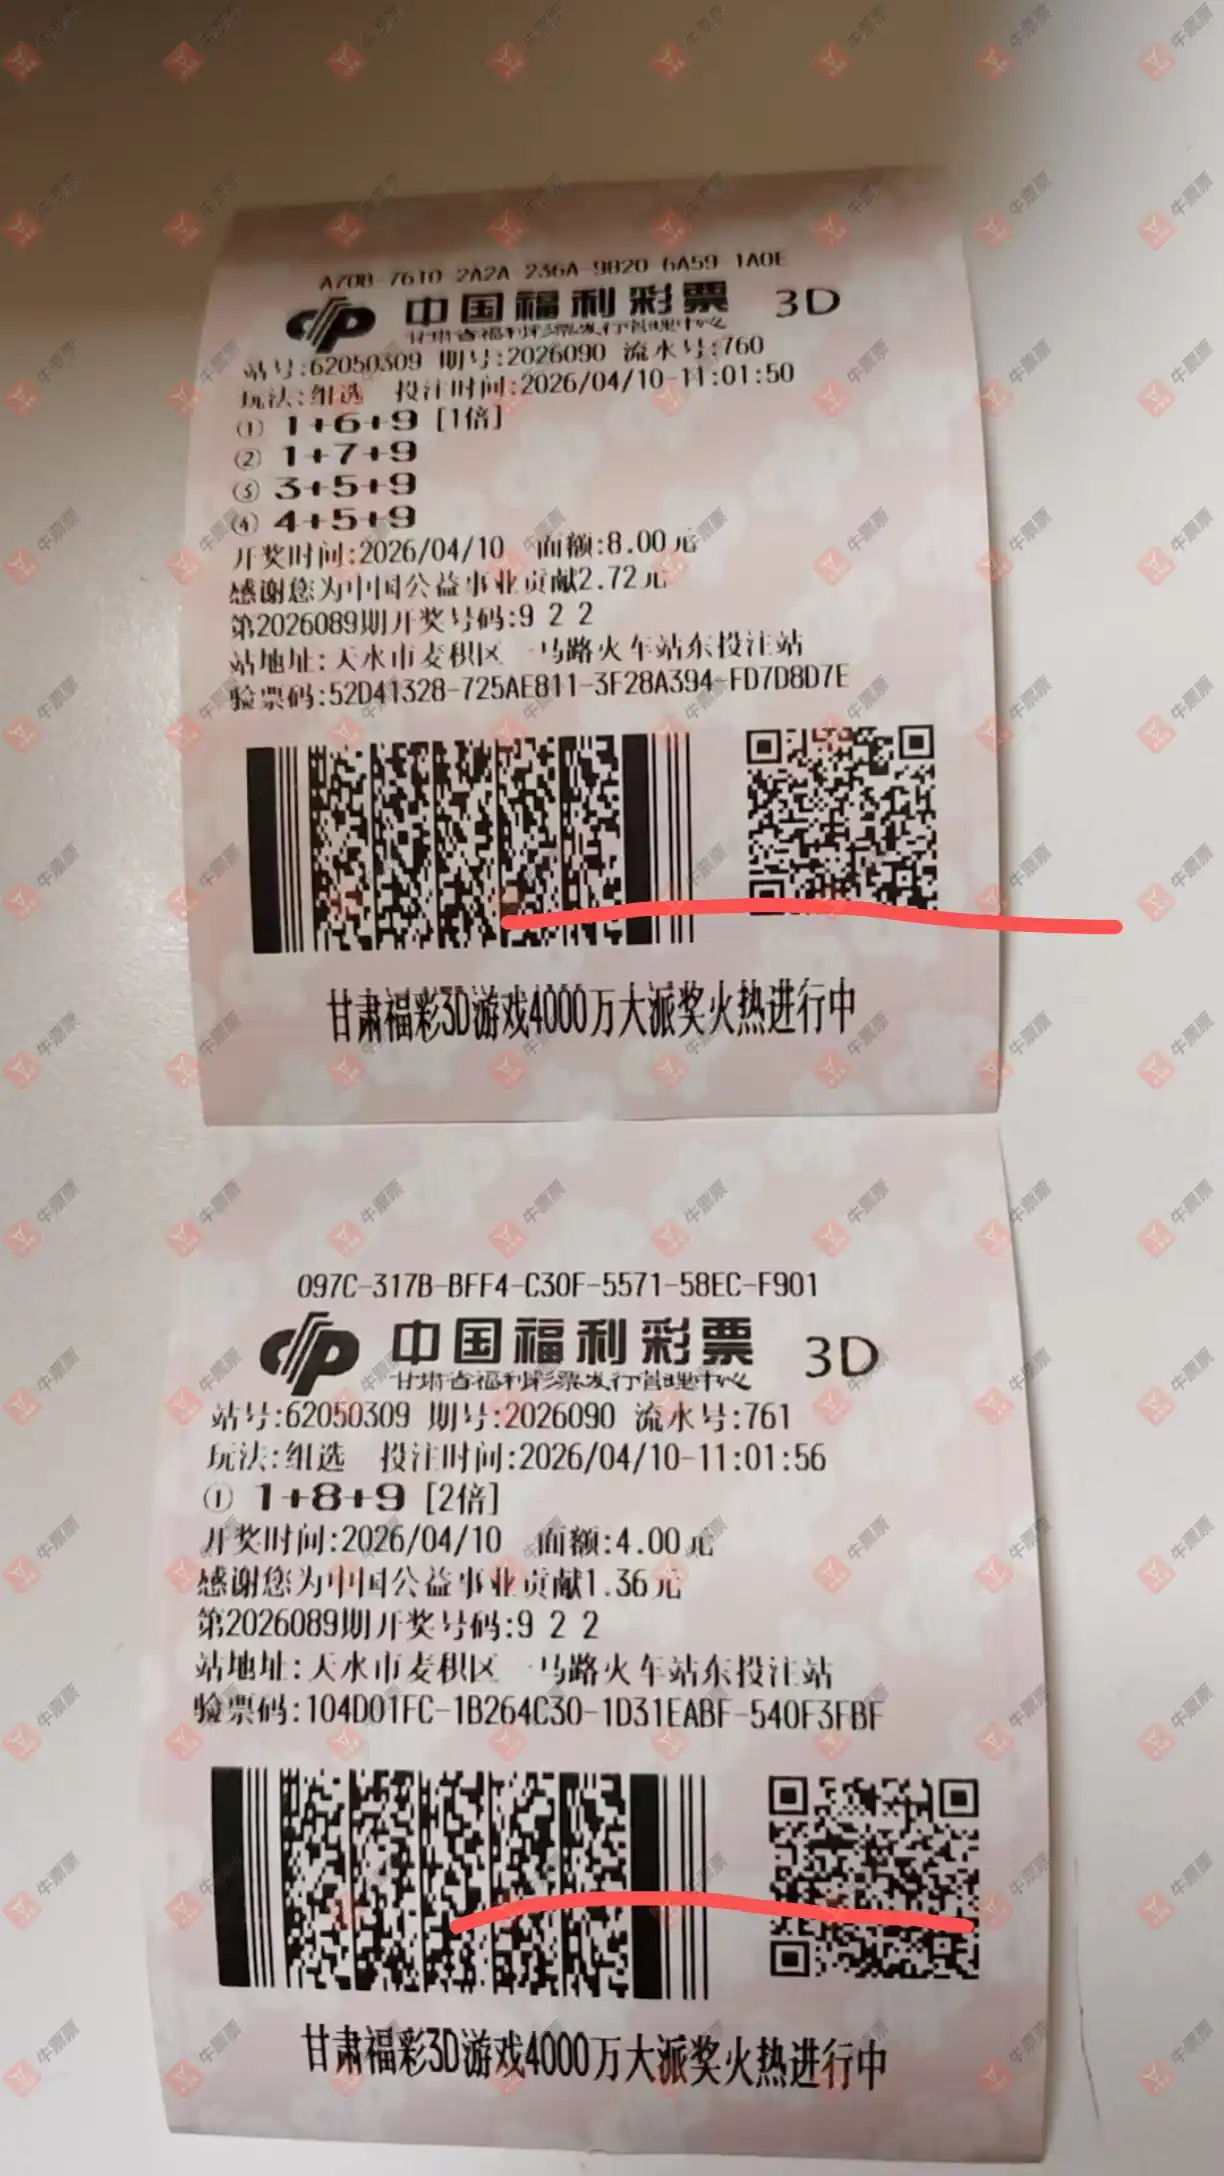 A70B-7610 2A2A 236A-9820 6A59 1A0E
中国福利彩票 3D
甘肃省福利彩票发行管理中心
站号:62050309 期号:2026090 流水号:760
玩法:组选 投注时间:2026/04/10-11:01:50
① 1+6+9 [1倍]
② 1+7+9
③ 3+5+9
④ 4+5+9
开奖时间:2026/04/10 面额:8.00元
感谢您为中国公益事业贡献2.72元
第2026089期开奖号码:9 2 2
站地址:天水市麦积区一马路火车站东投注站
验票码:52D41328-725AE811-3F28A394-FD7D8D7E
甘肃福彩3D游戏4000万大派奖火热进行中
097C-317B-BFF4-C30F-5571-58EC-F901
中国福利彩票 3D
甘肃省福利彩票发行管理中心
站号:62050309 期号:2026090 流水号:761
玩法:组选 投注时间:2026/04/10-11:01:56
① 1+8+9 [2倍]
开奖时间:2026/04/10 面额:4.00元
感谢您为中国公益事业贡献1.36元
第2026089期开奖号码:9 2 2
站地址:天水市麦积区一马路火车站东投注站
验票码:104D01FC-1B264C30-1D31EABF-540F3FBF
甘肃福彩3D游戏4000万大派奖火热进行中